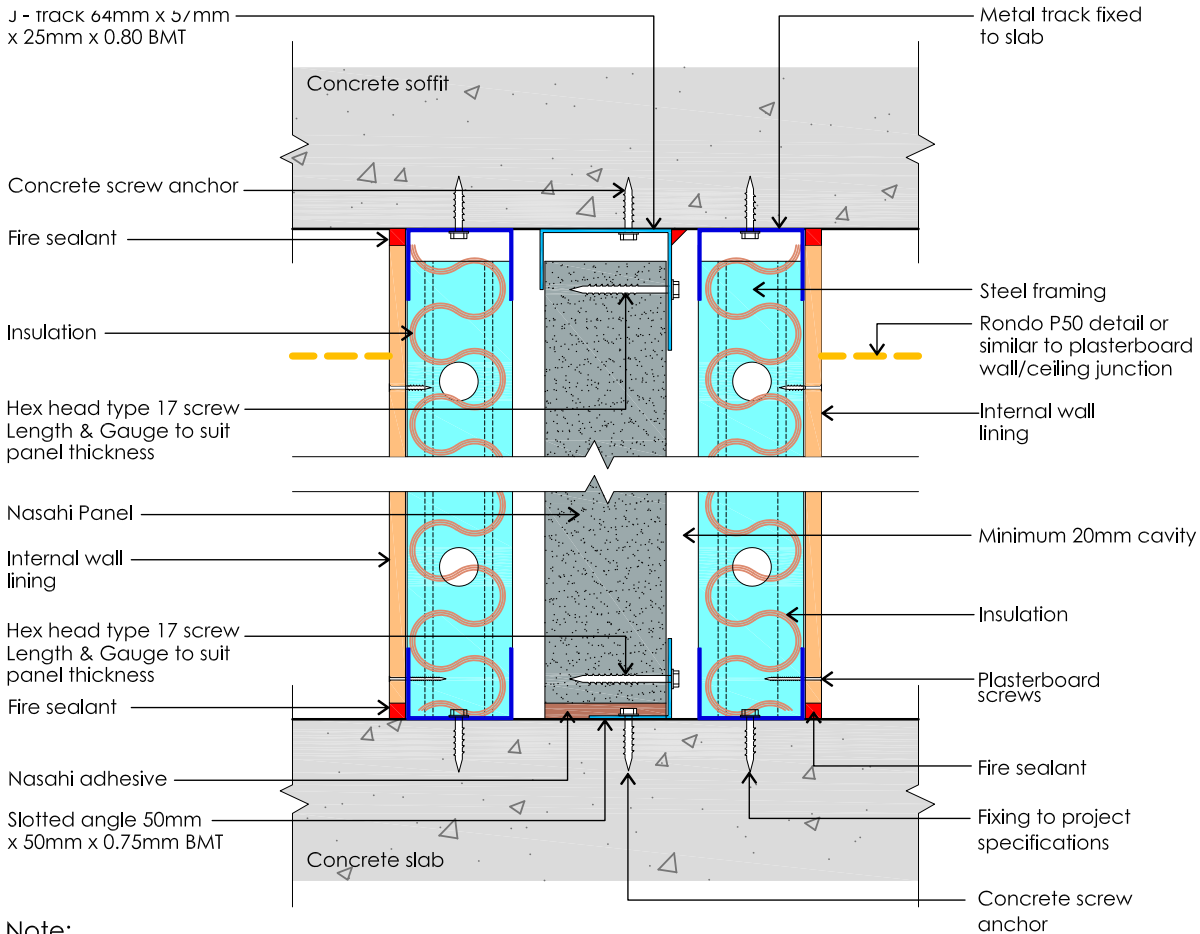 J - track 64mm x 57mm
x 25mm x 0.80 BMT
Metal track fixed
to slab
Concrete soffit
Concrete screw anchor
Fire sealant
Steel framing
Insulation
Rondo P50 detail or
similar to plasterboard
wall/ceiling junction
Hex head type 17 screw
Length & Gauge to suit
panel thickness
Internal wall
lining
Nasahi Panel
Minimum 20mm cavity
Internal wall
lining
Insulation
Hex head type 17 screw
Length & Gauge to suit
panel thickness
Plasterboard
screws
Fire sealant
Nasahi adhesive
Fire sealant
Slotted angle 50mm
x 50mm x 0.75mm BMT
Fixing to project
specifications
Concrete slab
Concrete screw
anchor
Note: